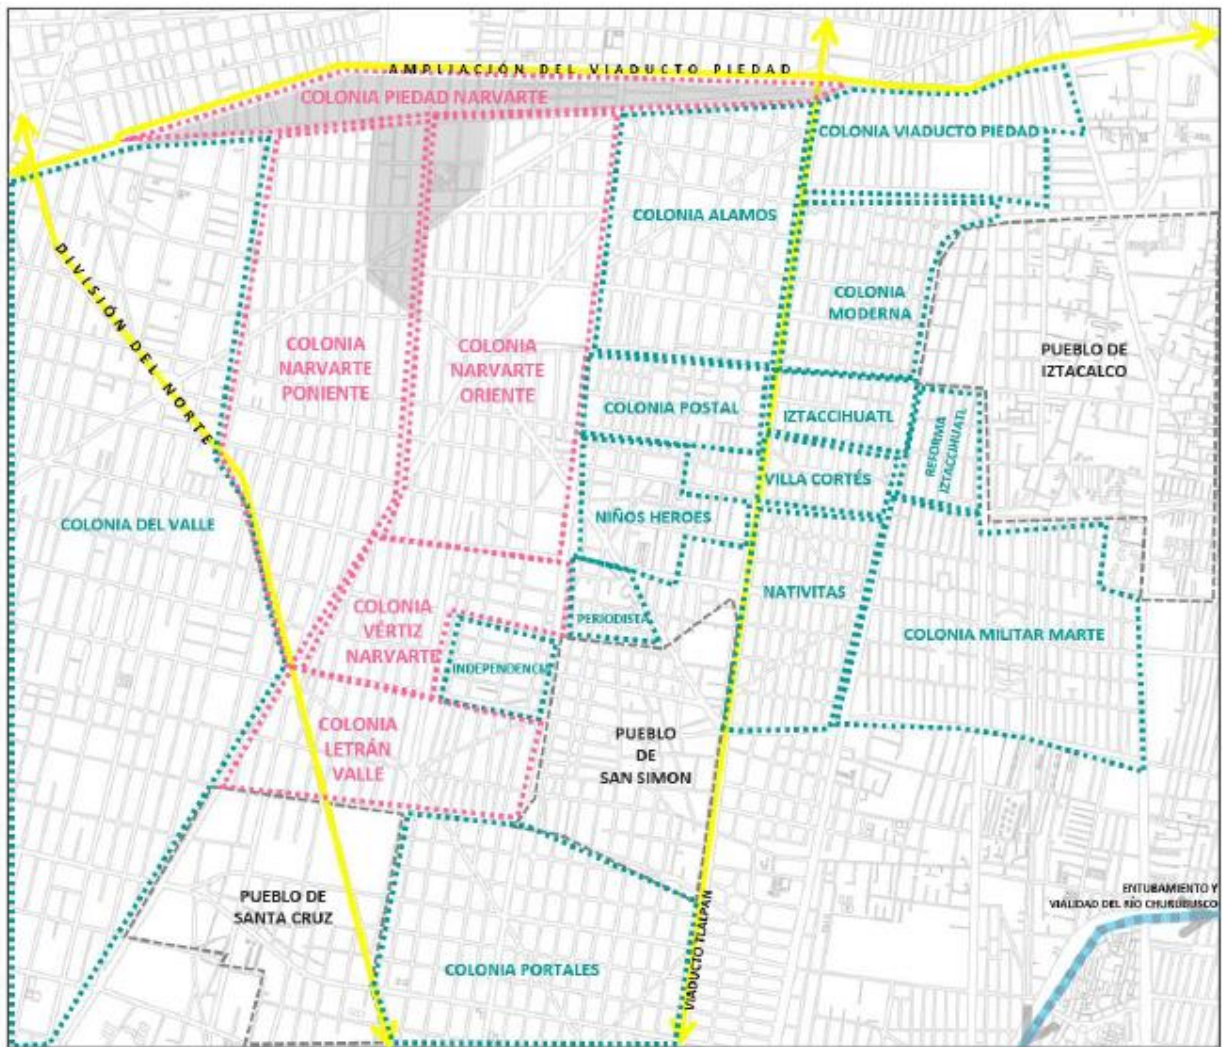 AMPLIACIÓN DEL VIADUCTO PIEDAD
COLONIA PIEDAD NARVARTE
COLONIA VIADUCTO PIEDAD
COLONIA ALAMOS
DIVISIÓN DEL NORTE
COLONIA
MODERNA
COLONIA
NARVARTE
PONIENTE
COLONIA
NARVARTE
ORIENTE
PUEBLO DE
IZTACALCO
COLONIA POSTAL
IZTACCIHUATL
REFORMA
IZTACCIHUATL
VILLA CORTÉS
COLONIA DEL VALLE
NIÑOS HEROES
NATIVITAS
COLONIA
VÉRTIZ
NARVARTE
PERIODISTA
COLONIA MILITAR MARTE
INDEPENDENCI
COLONIA
LETRÁN
VALLE
PUEBLO
DE
SAN SIMON
PUEBLO DE
SANTA CRUZ
VIADUCTO TLALPAN
ENTUBAMIENTO Y
VIALIDAD DEL RÍO CHURUBUSCO
COLONIA PORTALES